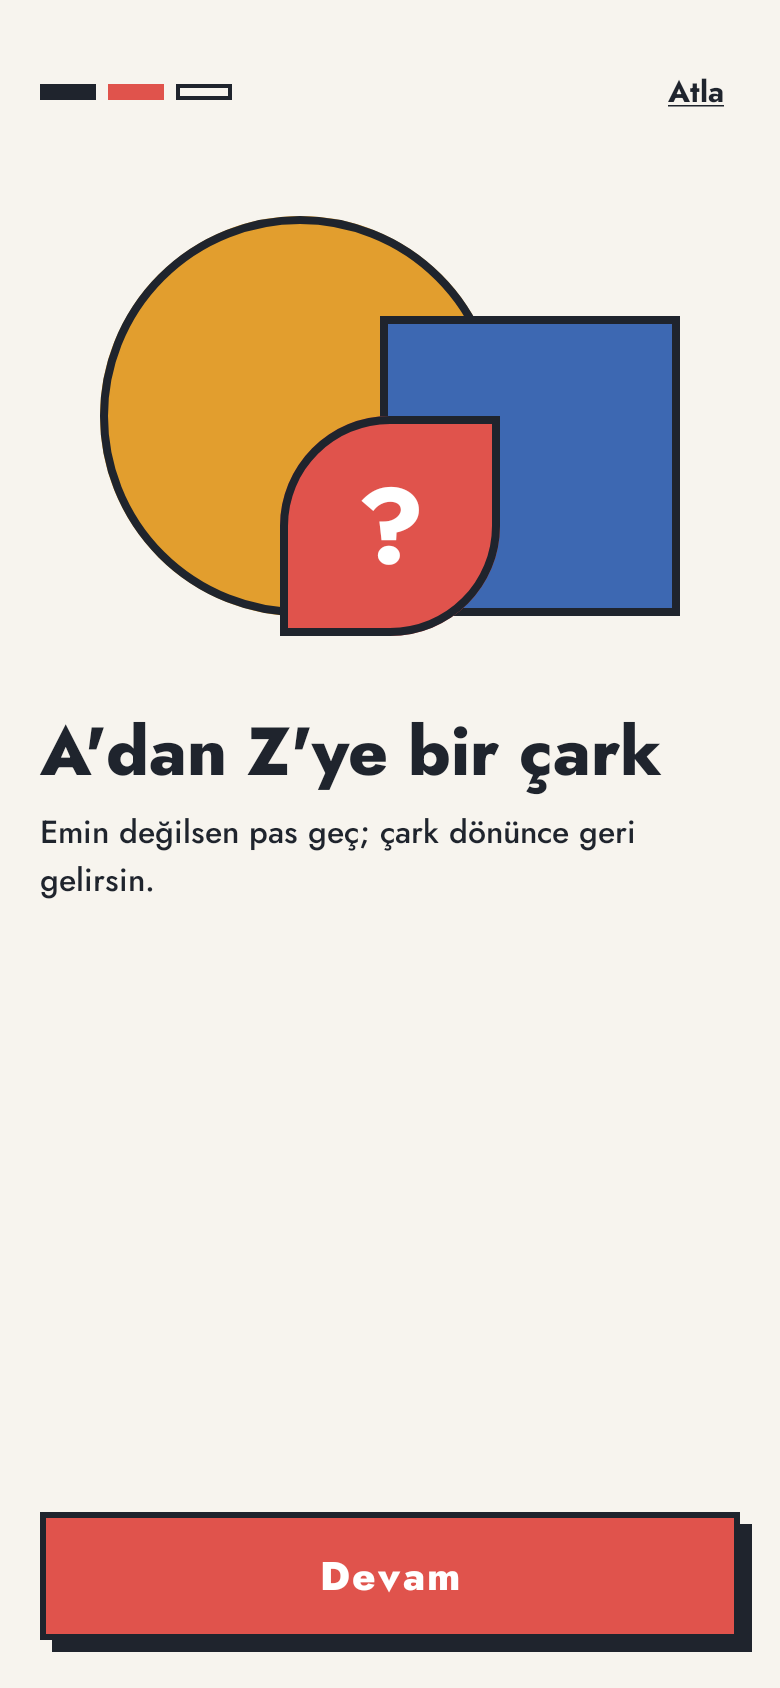 Atla
?
A'dan Z'ye bir çark
Emin değilsen pas geç; çark dönünce geri
gelirsin.
Devam